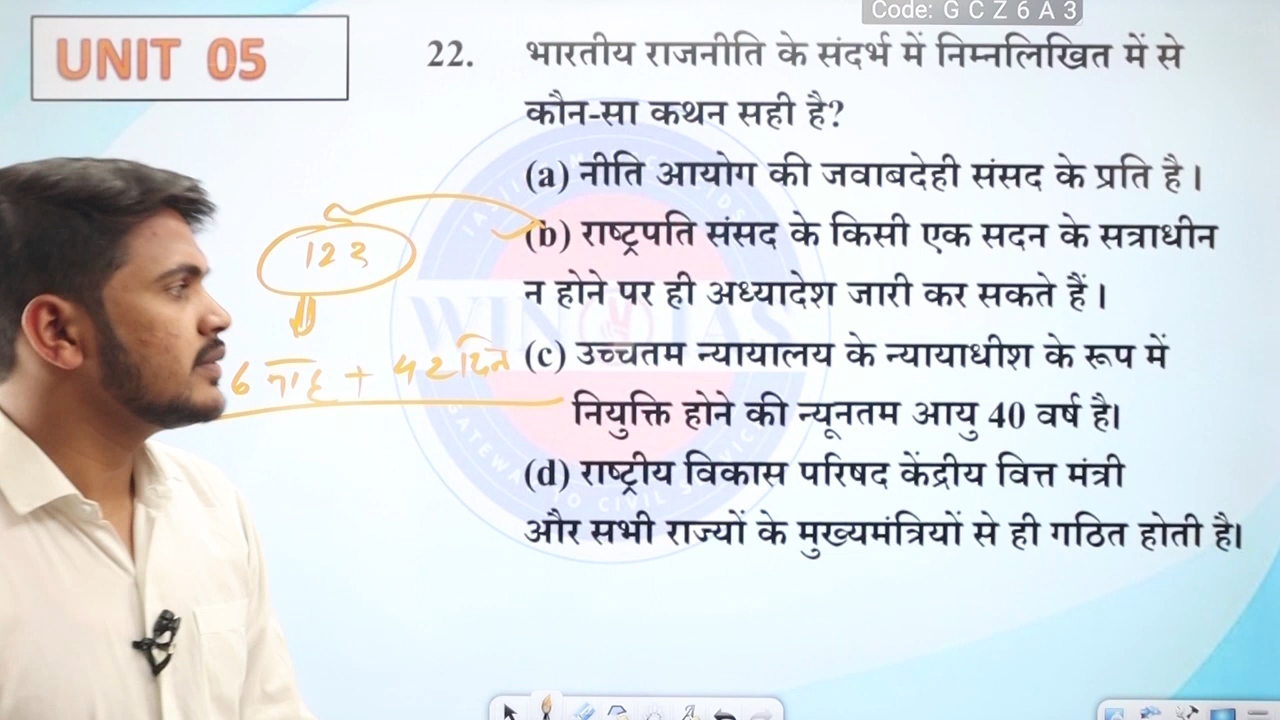 Code: G C Z 6 A 3
UNIT 05
22. भारतीय राजनीति के संदर्भ में निम्नलिखित में से
कौन-सा कथन सही है?
(a) नीति आयोग की जवाबदेही संसद के प्रति है।
(b) राष्ट्रपति संसद के किसी एक सदन के सत्राधीन
न होने पर ही अध्यादेश जारी कर सकते हैं।
(c) उच्चतम न्यायालय के न्यायाधीश के रूप में
नियुक्ति होने की न्यूनतम आयु 40 वर्ष है।
(d) राष्ट्रीय विकास परिषद केंद्रीय वित्त मंत्री
और सभी राज्यों के मुख्यमंत्रियों से ही गठित होती है।
123
6 माह + 42 दिन
WIN IAS